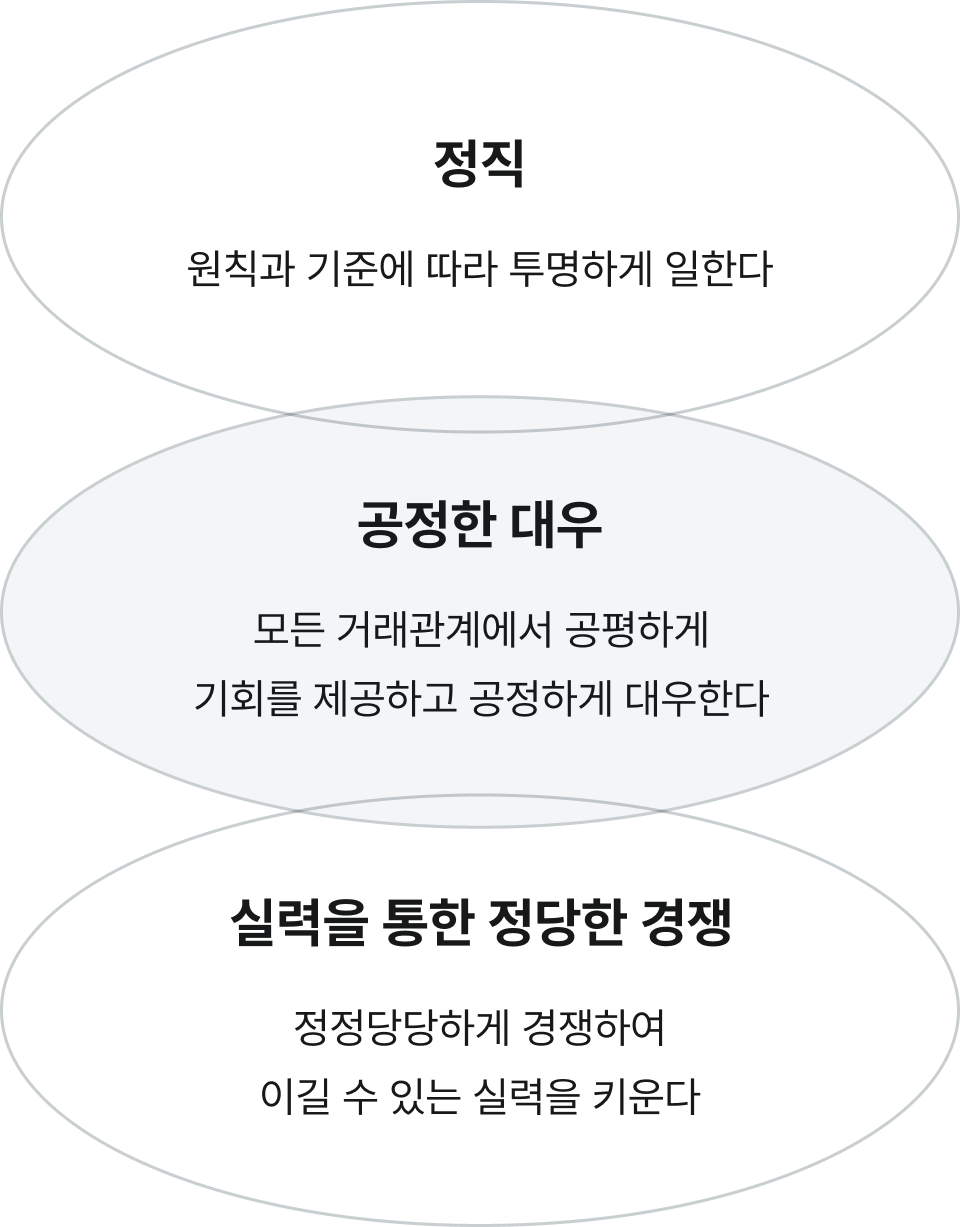 정직
원칙과 기준에 따라 투명하게 일한다
공정한 대우
모든 거래관계에서 공평하게
기회를 제공하고 공정하게 대우한다
실력을 통한 정당한 경쟁
정정당당하게 경쟁하여
이길 수 있는 실력을 키운다